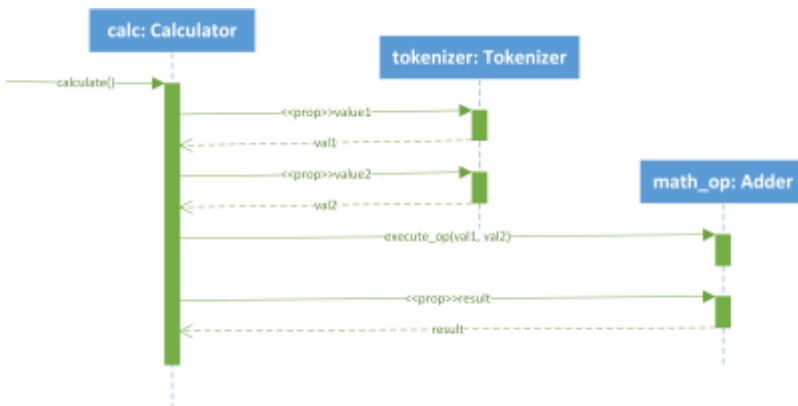 calc: Calculator
tokenizer: Tokenizer
calculate()
<<prop>>value1
val1
<<prop>>value2
math_op: Adder
val2
execute_op(val1, val2)
<<prop>>result
result